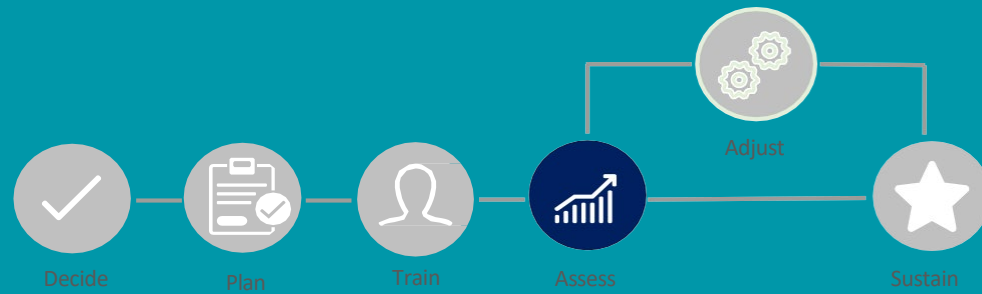 Adjust
Decide
Plan
Train
Assess
Sustain